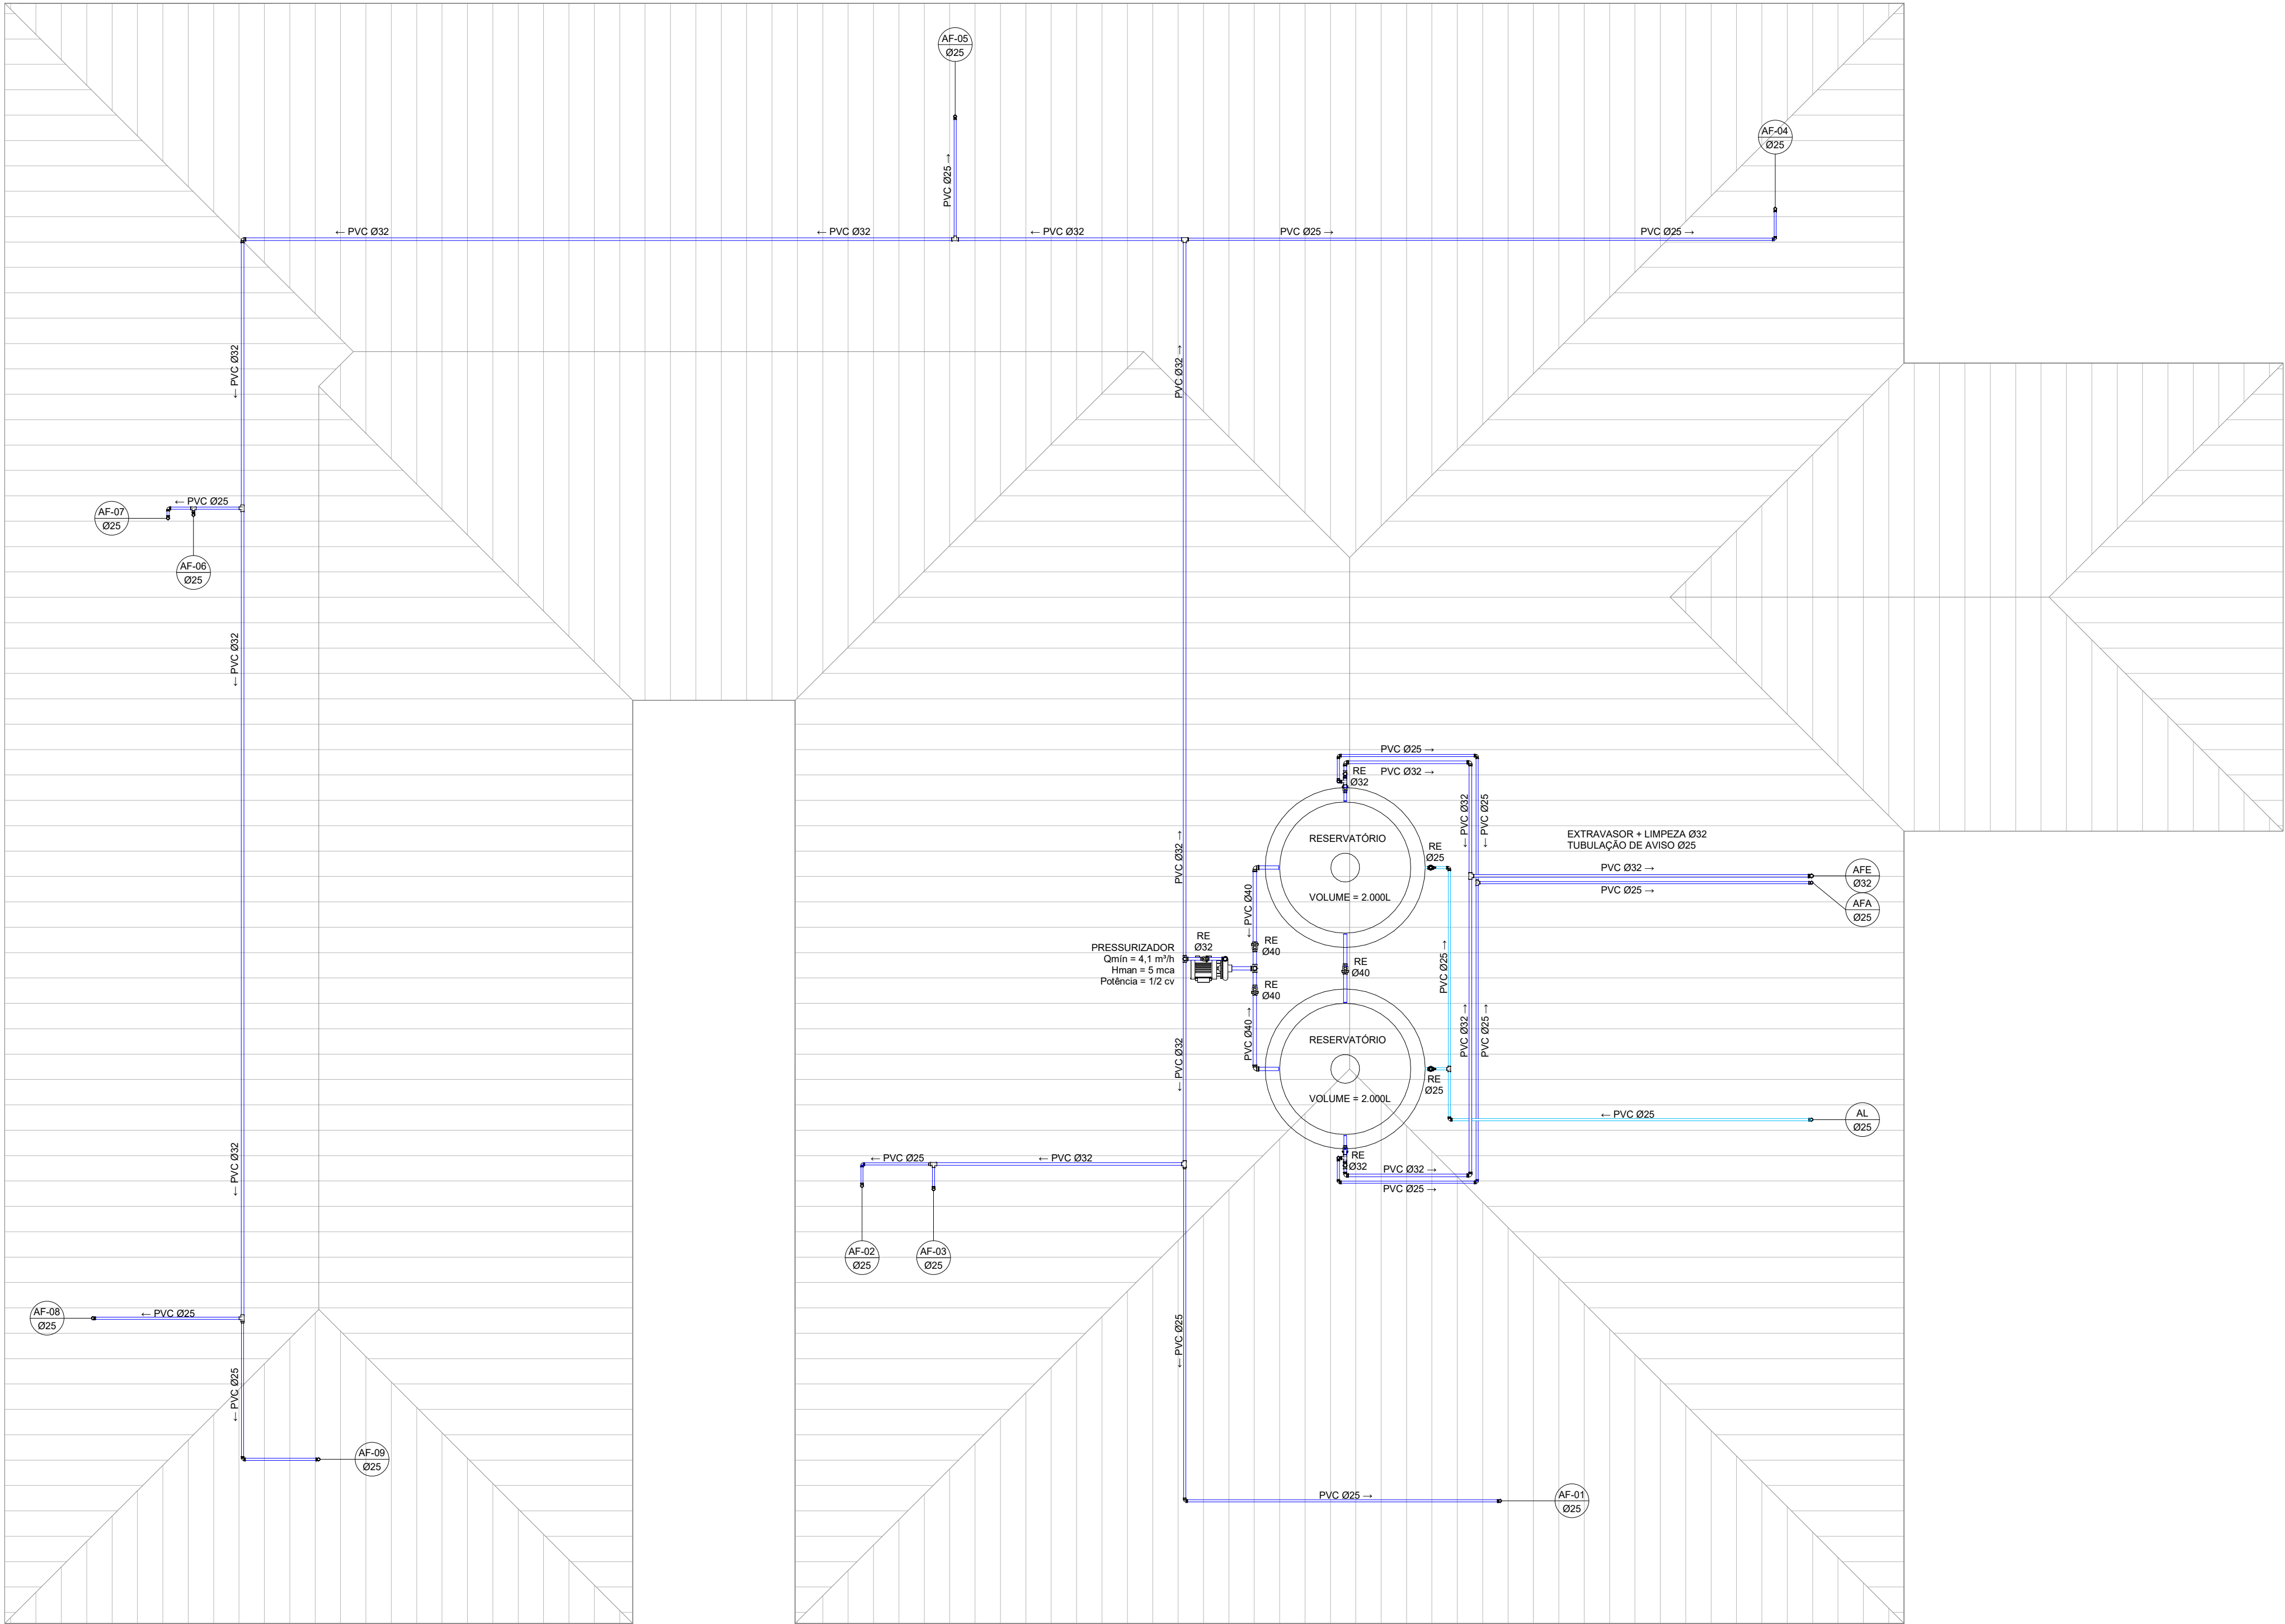 AF-05
Ø25
AF-04
Ø25
PVC Ø25 →
← PVC Ø32
← PVC Ø32
← PVC Ø32
PVC Ø25 →
PVC Ø25 →
← PVC Ø32
PVC Ø32 →
← PVC Ø25
AF-07
Ø25
AF-06
Ø25
← PVC Ø32
PVC Ø25 →
PVC Ø32 →
RE
Ø32
← PVC Ø32
← PVC Ø25
PVC Ø32 →
RESERVATÓRIO
VOLUME = 2.000L
RE
Ø25
EXTRAVASOR + LIMPEZA Ø32
TUBULAÇÃO DE AVISO Ø25
PVC Ø32 →
PVC Ø25 →
AFE
Ø32
AFA
Ø25
← PVC Ø40
RE
Ø32
RE
Ø40
RE
Ø40
RE
Ø40
PRESSURIZADOR
Qmín = 4,1 m³/h
Hman = 5 mca
Potência = 1/2 cv
PVC Ø25 →
PVC Ø32 →
PVC Ø25 →
← PVC Ø32
PVC Ø40 →
RESERVATÓRIO
VOLUME = 2.000L
RE
Ø25
← PVC Ø25
AL
Ø25
← PVC Ø25
← PVC Ø32
RE
Ø32
PVC Ø32 →
PVC Ø25 →
← PVC Ø32
AF-02
Ø25
AF-03
Ø25
AF-08
Ø25
← PVC Ø25
← PVC Ø25
← PVC Ø25
AF-09
Ø25
PVC Ø25 →
AF-01
Ø25